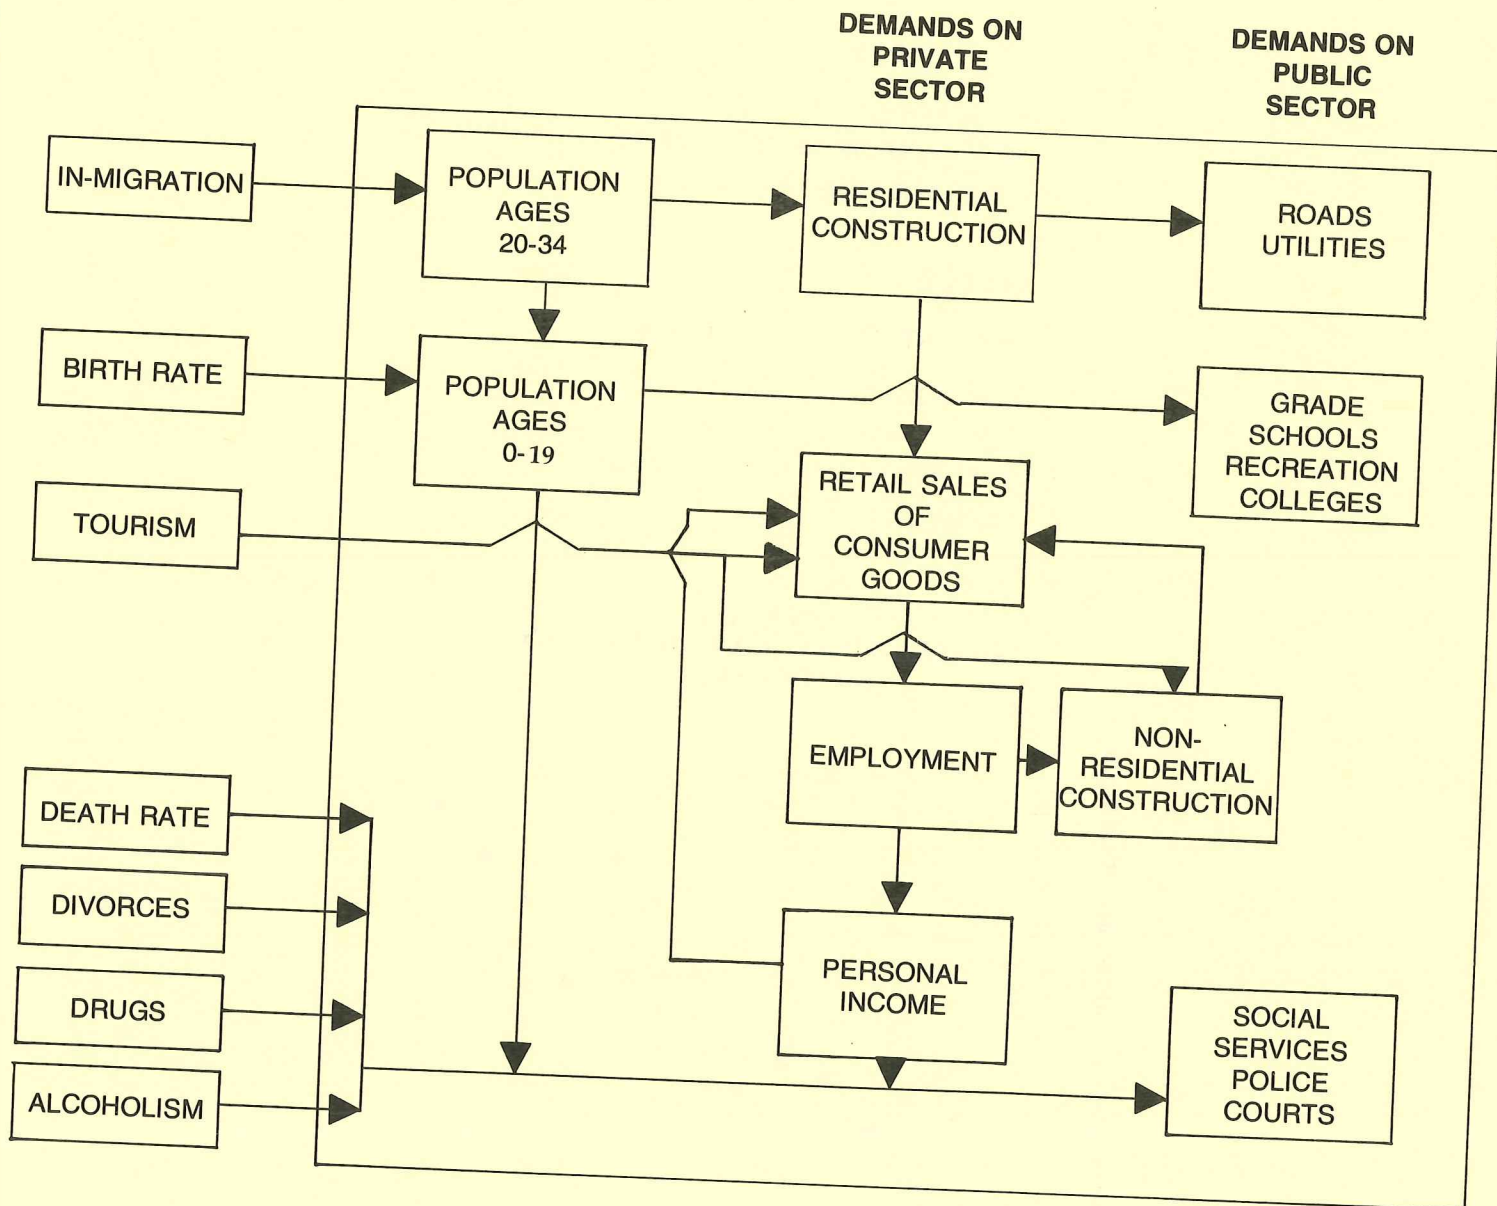 DEMANDS ON
PRIVATE
SECTOR
DEMANDS ON
PUBLIC
SECTOR
IN-MIGRATION
POPULATION
AGES
20-34
RESIDENTIAL
CONSTRUCTION
ROADS
UTILITIES
BIRTH RATE
POPULATION
AGES
0-19
GRADE
SCHOOLS
RECREATION
COLLEGES
TOURISM
RETAIL SALES
OF
CONSUMER
GOODS
EMPLOYMENT
NON-
RESIDENTIAL
CONSTRUCTION
DEATH RATE
DIVORCES
DRUGS
ALCOHOLISM
PERSONAL
INCOME
SOCIAL
SERVICES
POLICE
COURTS